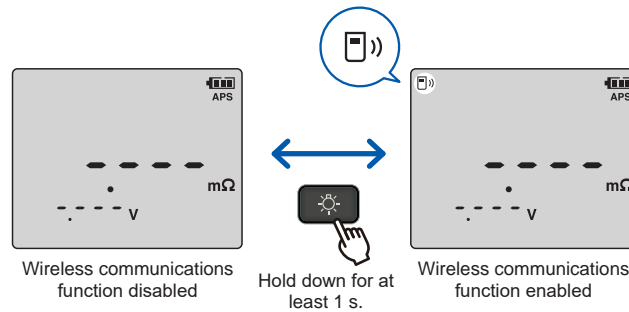 APS
- - - -
mΩ
- - - - V
Wireless communications
function disabled
Hold down for at
least 1 s.
APS
- - - -
mΩ
- - - - V
Wireless communications
function enabled